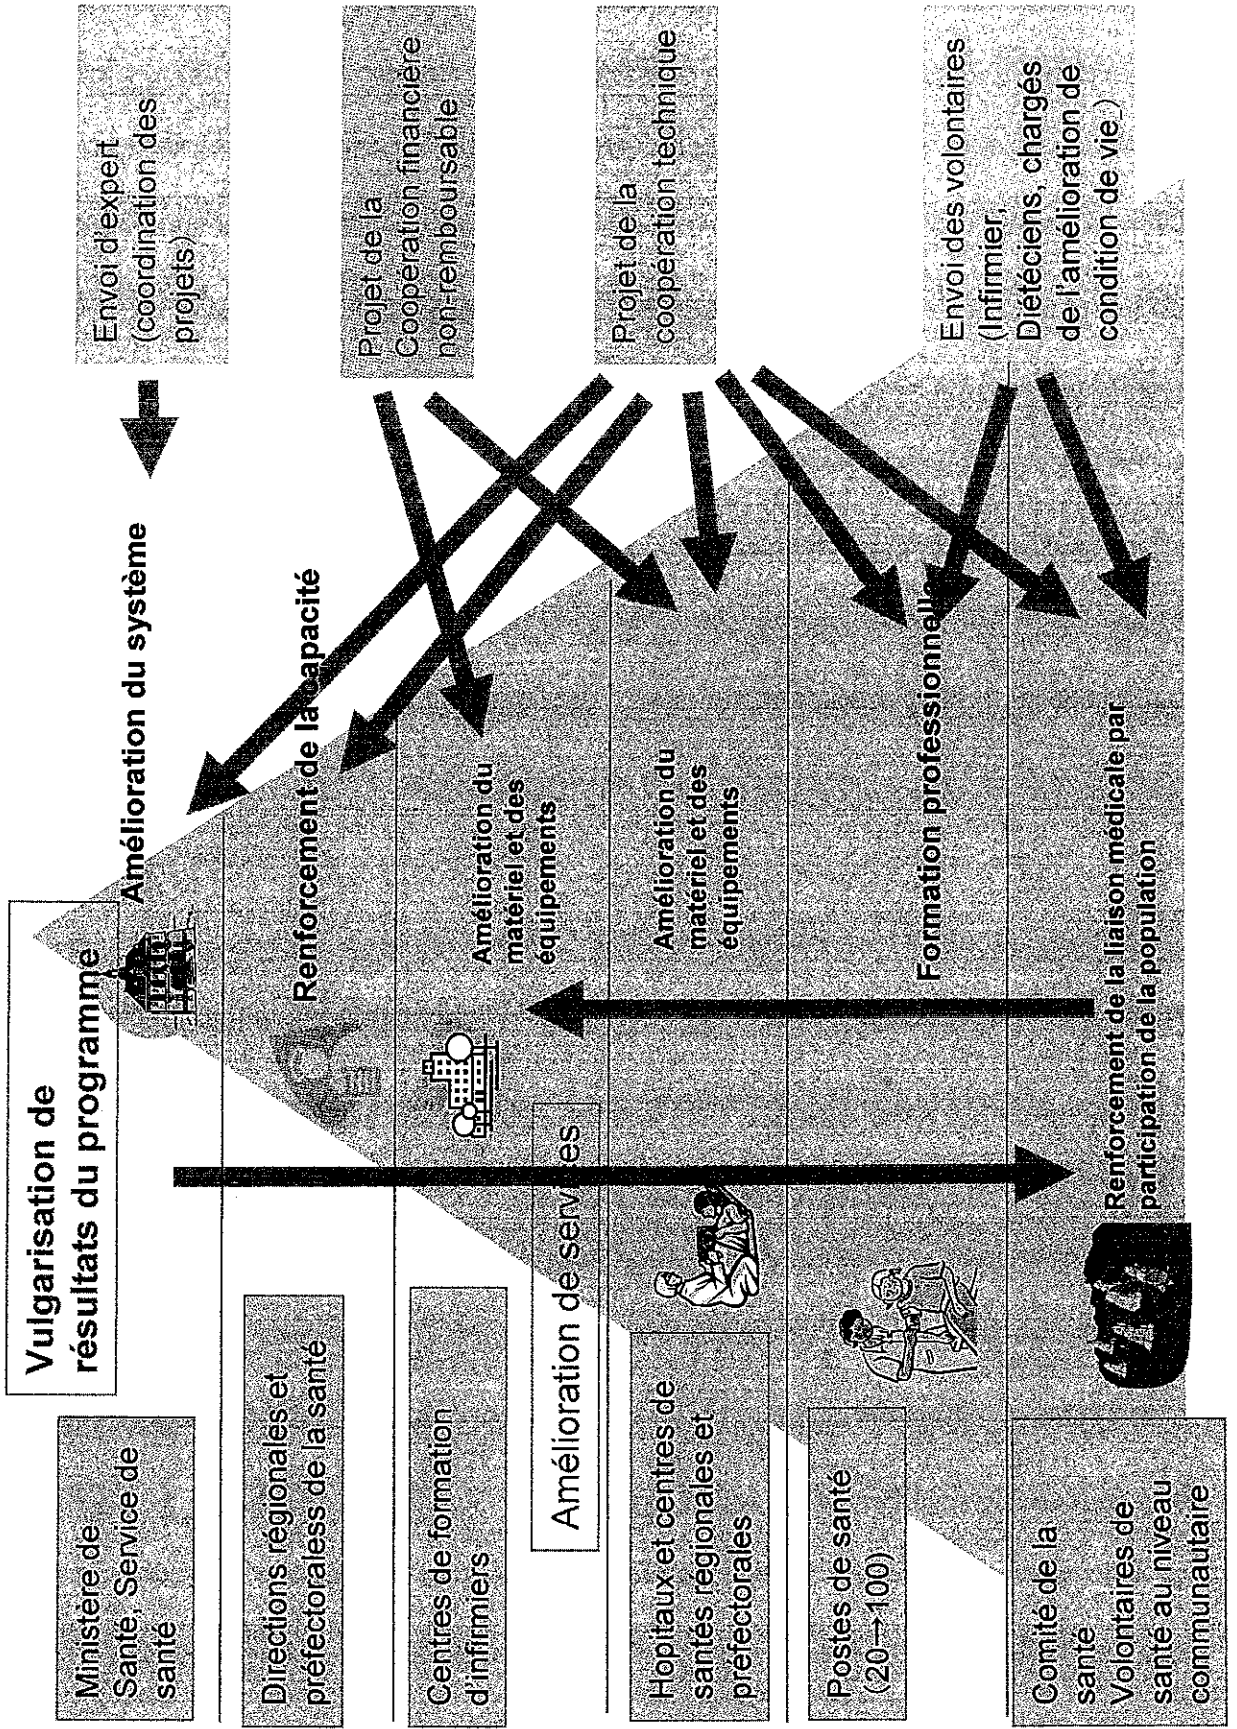 Vulgarisation de
résultats du programme
Ministère de
Santé, Service de
santé
Amélioration du système
Envoi d'expert
(coordination des
projets)
Directions régionales et
préfectoraless de la santé
Renforcement de la capacité
Projet de la
Coopération financière
non-remboursable
Centres de formation
d'infirmiers
Amélioration du
materiel et des
équipements
Amélioration de services
Projet de la
coopération technique
Hopitaux et centres de
santés régionales et
préfectorales
Amélioration du
materiel et des
équipements
Postes de santé
(20→100)
Formation professionnelle
Envoi des volontaires
(Infirmier,
Diététeciens, chargés
de l'amélioration de
condition de vie_)
Comité de la
santé
Volontaires de
santé au niveau
communautaire
Renforcement de la liaison médicale par
participation de la population